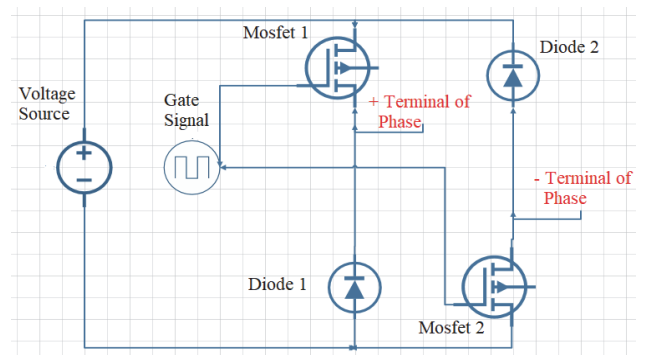 Mosfet 1
Diode 2
Voltage
Source
Gate
Signal
+ Terminal of
Phase
- Terminal of
Phase
Diode 1
Mosfet 2